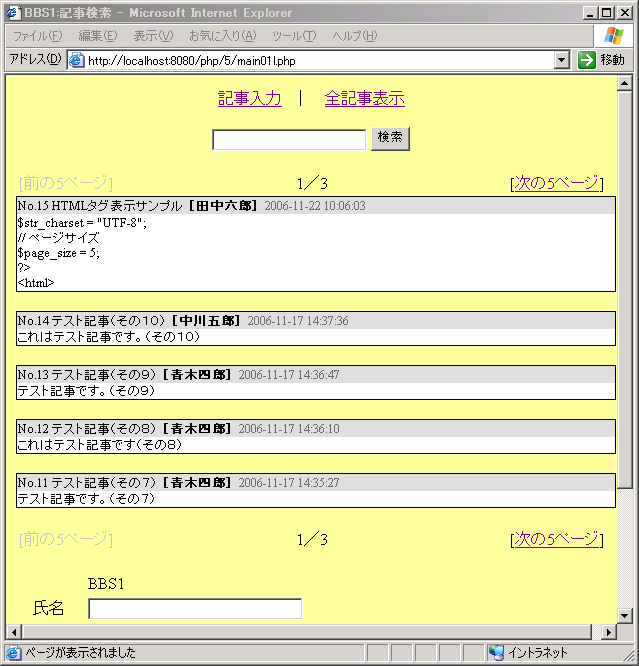 BBS1:記事検索 - Microsoft Internet Explorer
ファイル(F) 編集(E) 表示(V) お気に入り(A) ツール(T) ヘルプ(H)
アドレス(D) http://localhost:8080/php/5/main01l.php 移動
記事入力 | 全記事表示
検索
[前の5ページ] 1/3 [次の5ページ]
No.15 HTMLタグ表示サンプル [田中六郎] 2006-11-22 10:06:03
$str_charset = "UTF-8";
// ページサイズ
$page_size = 5;
?>
<html>
No.14 テスト記事(その10) [中川五郎] 2006-11-17 14:37:36
これはテスト記事です。(その10)
No.13 テスト記事(その9) [青木四郎] 2006-11-17 14:36:47
テスト記事です。(その9)
No.12 テスト記事(その8) [青木四郎] 2006-11-17 14:36:10
これはテスト記事です(その8)
No.11 テスト記事(その7) [青木四郎] 2006-11-17 14:35:27
テスト記事です。(その7)
[前の5ページ] 1/3 [次の5ページ]
BBS1
氏名
ページが表示されました イントラネット